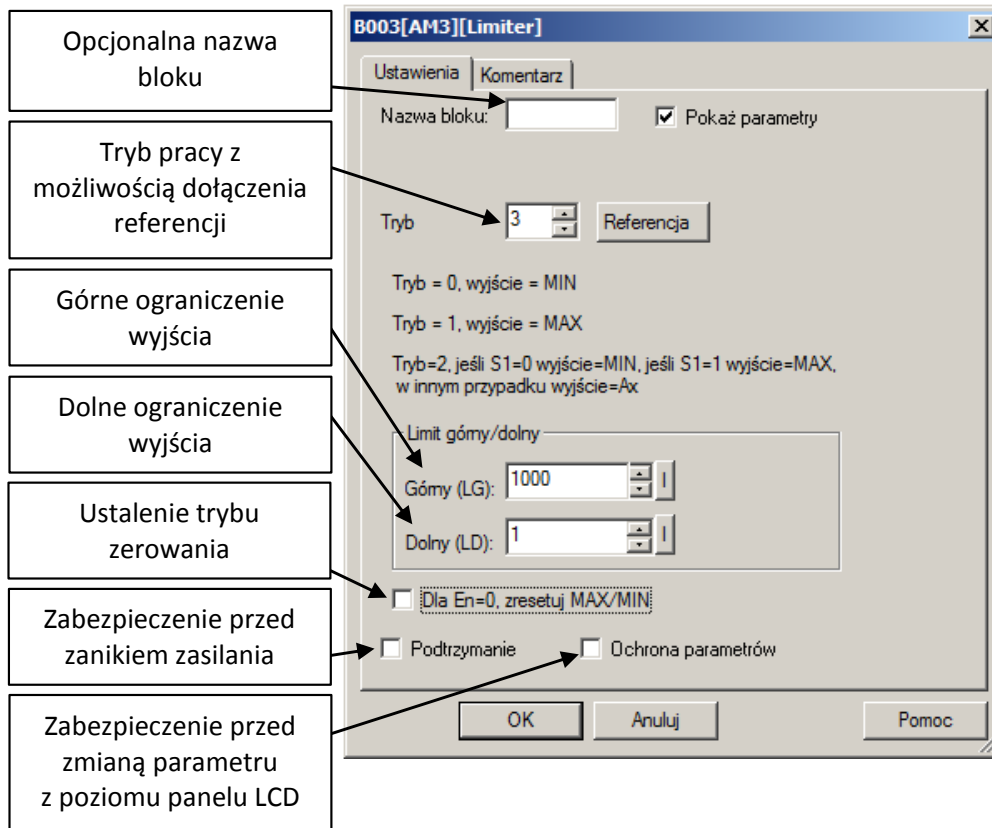 Opcjonalna nazwa
bloku
Tryb pracy z
możliwością dołączenia
referencji
Górne ograniczenie
wyjścia
Dolne ograniczenie
wyjścia
Ustalenie trybu
zerowania
Zabezpieczenie przed
zanikiem zasilania
Zabezpieczenie przed
zmianą parametru
z poziomu panelu LCD
B003[AM3][Limiter]
Ustawienia Komentarz
Nazwa bloku: Pokaż parametry
Tryb 3 Referencja
Tryb = 0, wyjście = MIN
Tryb = 1, wyjście = MAX
Tryb=2, jeśli S1=0 wyjście=MIN, jeśli S1=1 wyjście=MAX,
w innym przypadku wyjście=Ax
Limit górny/dolny
Górny (LG): 1000 I
Dolny (LD): 1 I
Dla En=0, zresetuj MAX/MIN
Podtrzymanie Ochrona parametrów
OK Anuluj Pomoc